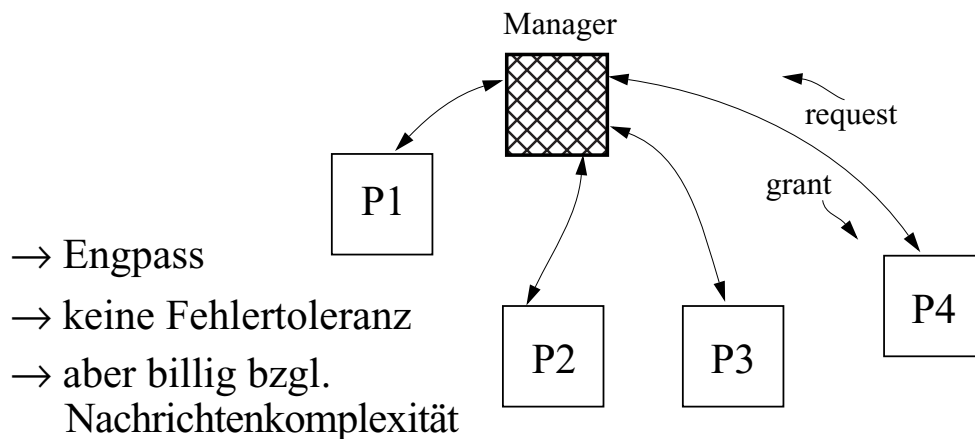 Manager
request
P1
grant
→ Engpass
→ keine Fehlertoleranz
P4
P2
P3
→ aber billig bzgl.
Nachrichtenkomplexität